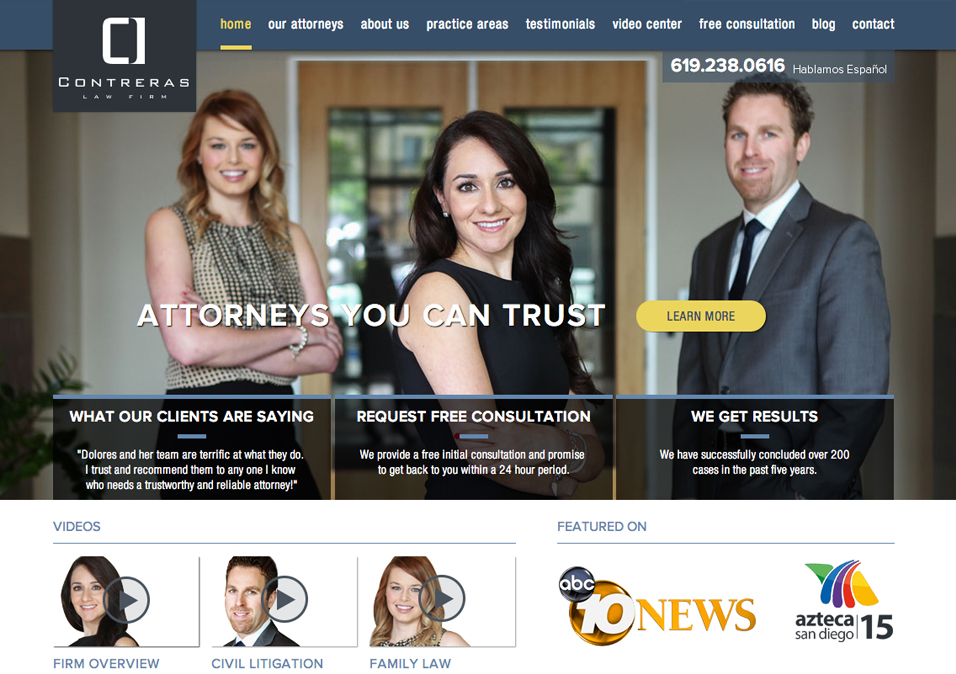 home our attorneys about us practice areas testimonials video center free consultation blog contact
CONTRERAS
LAW FIRM
619.238.0616 Hablamos Español
ATTORNEYS YOU CAN TRUST
LEARN MORE
WHAT OUR CLIENTS ARE SAYING
"Dolores and her team are terrific at what they do.
I trust and recommend them to any one I know
who needs a trustworthy and reliable attorney!"
REQUEST FREE CONSULTATION
We provide a free initial consultation and promise
to get back to you within a 24 hour period.
WE GET RESULTS
We have successfully concluded over 200
cases in the past five years.
VIDEOS
FIRM OVERVIEW
CIVIL LITIGATION
FAMILY LAW
FEATURED ON
abc
10 NEWS
azteca
san diego 15